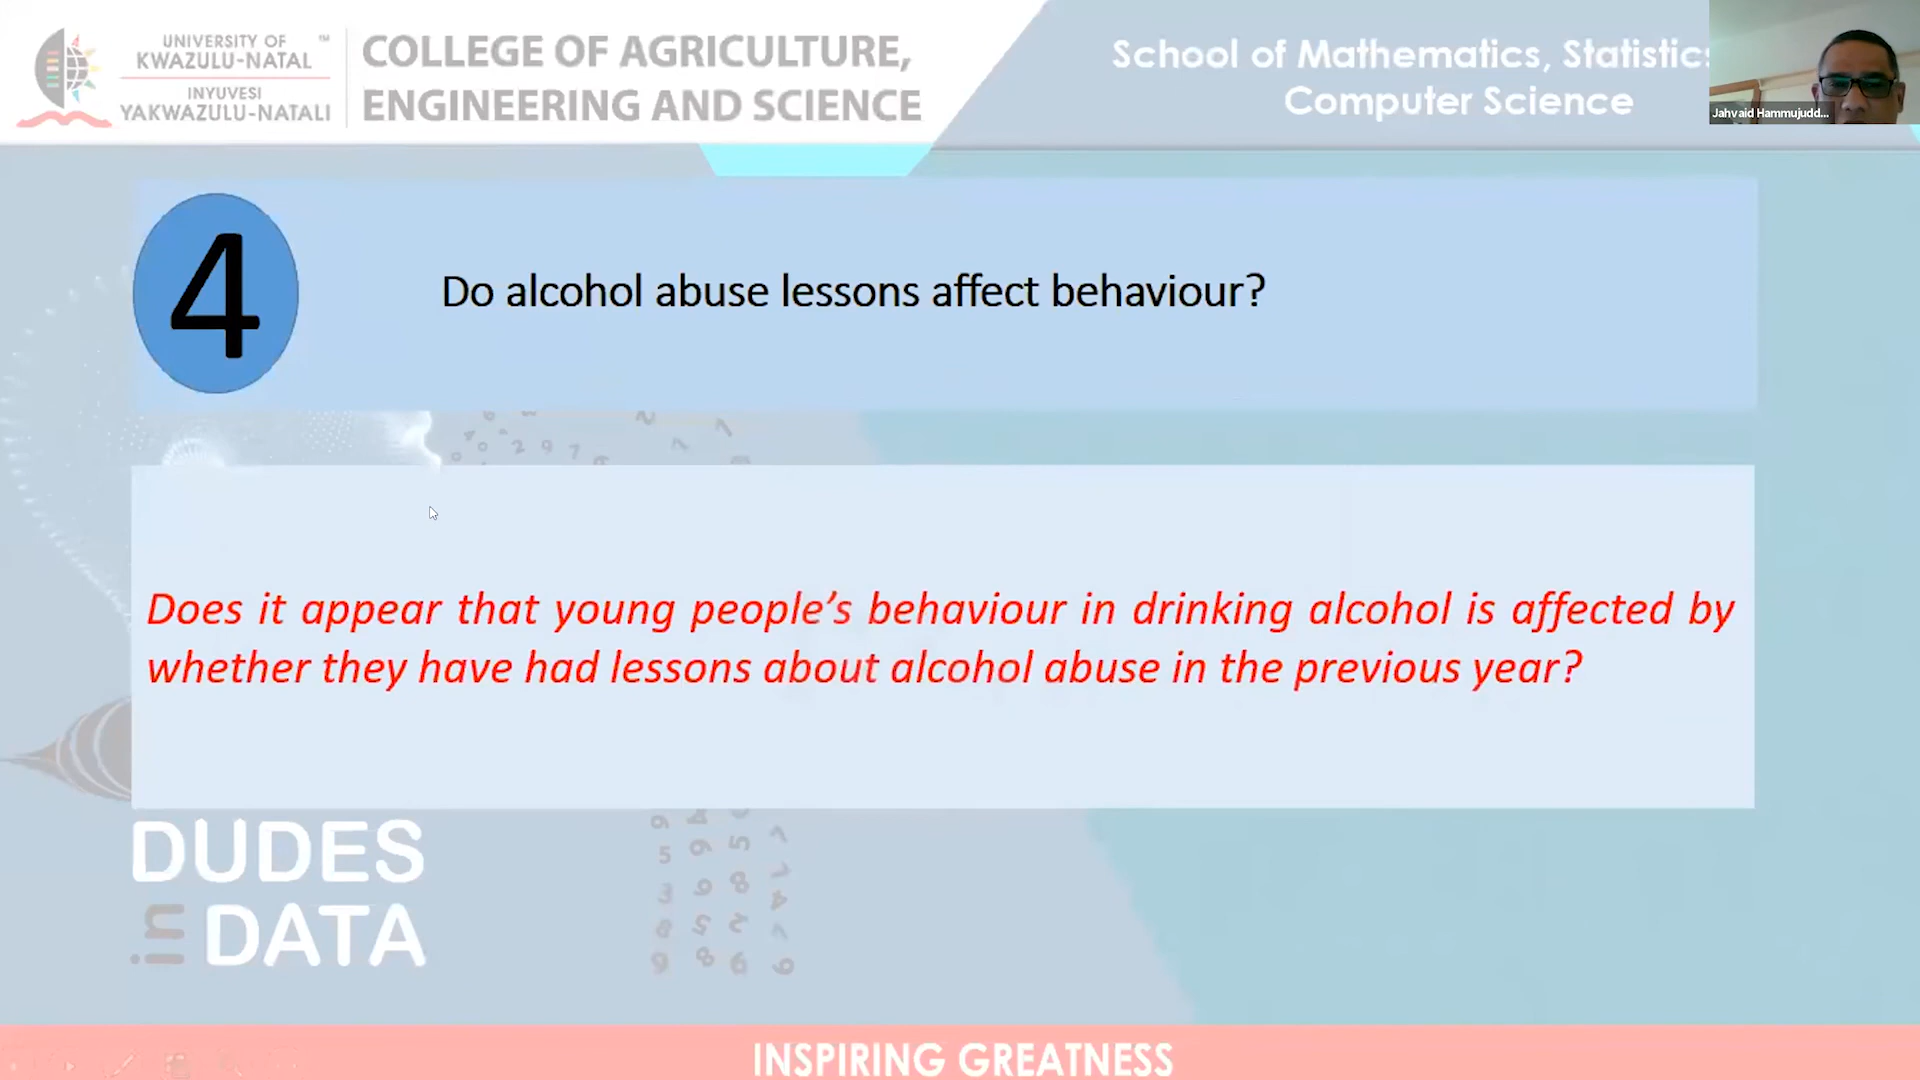 UNIVERSITY OF
KWAZULU-NATAL
TM
INYUVESI
YAKWAZULU-NATALI
COLLEGE OF AGRICULTURE,
ENGINEERING AND SCIENCE
School of Mathematics, Statistics
Computer Science
Jahvaid Hammujudd...
4
Do alcohol abuse lessons affect behaviour?
Does it appear that young people's behaviour in drinking alcohol is affected by
whether they have had lessons about alcohol abuse in the previous year?
DUDES
in DATA
INSPIRING GREATNESS